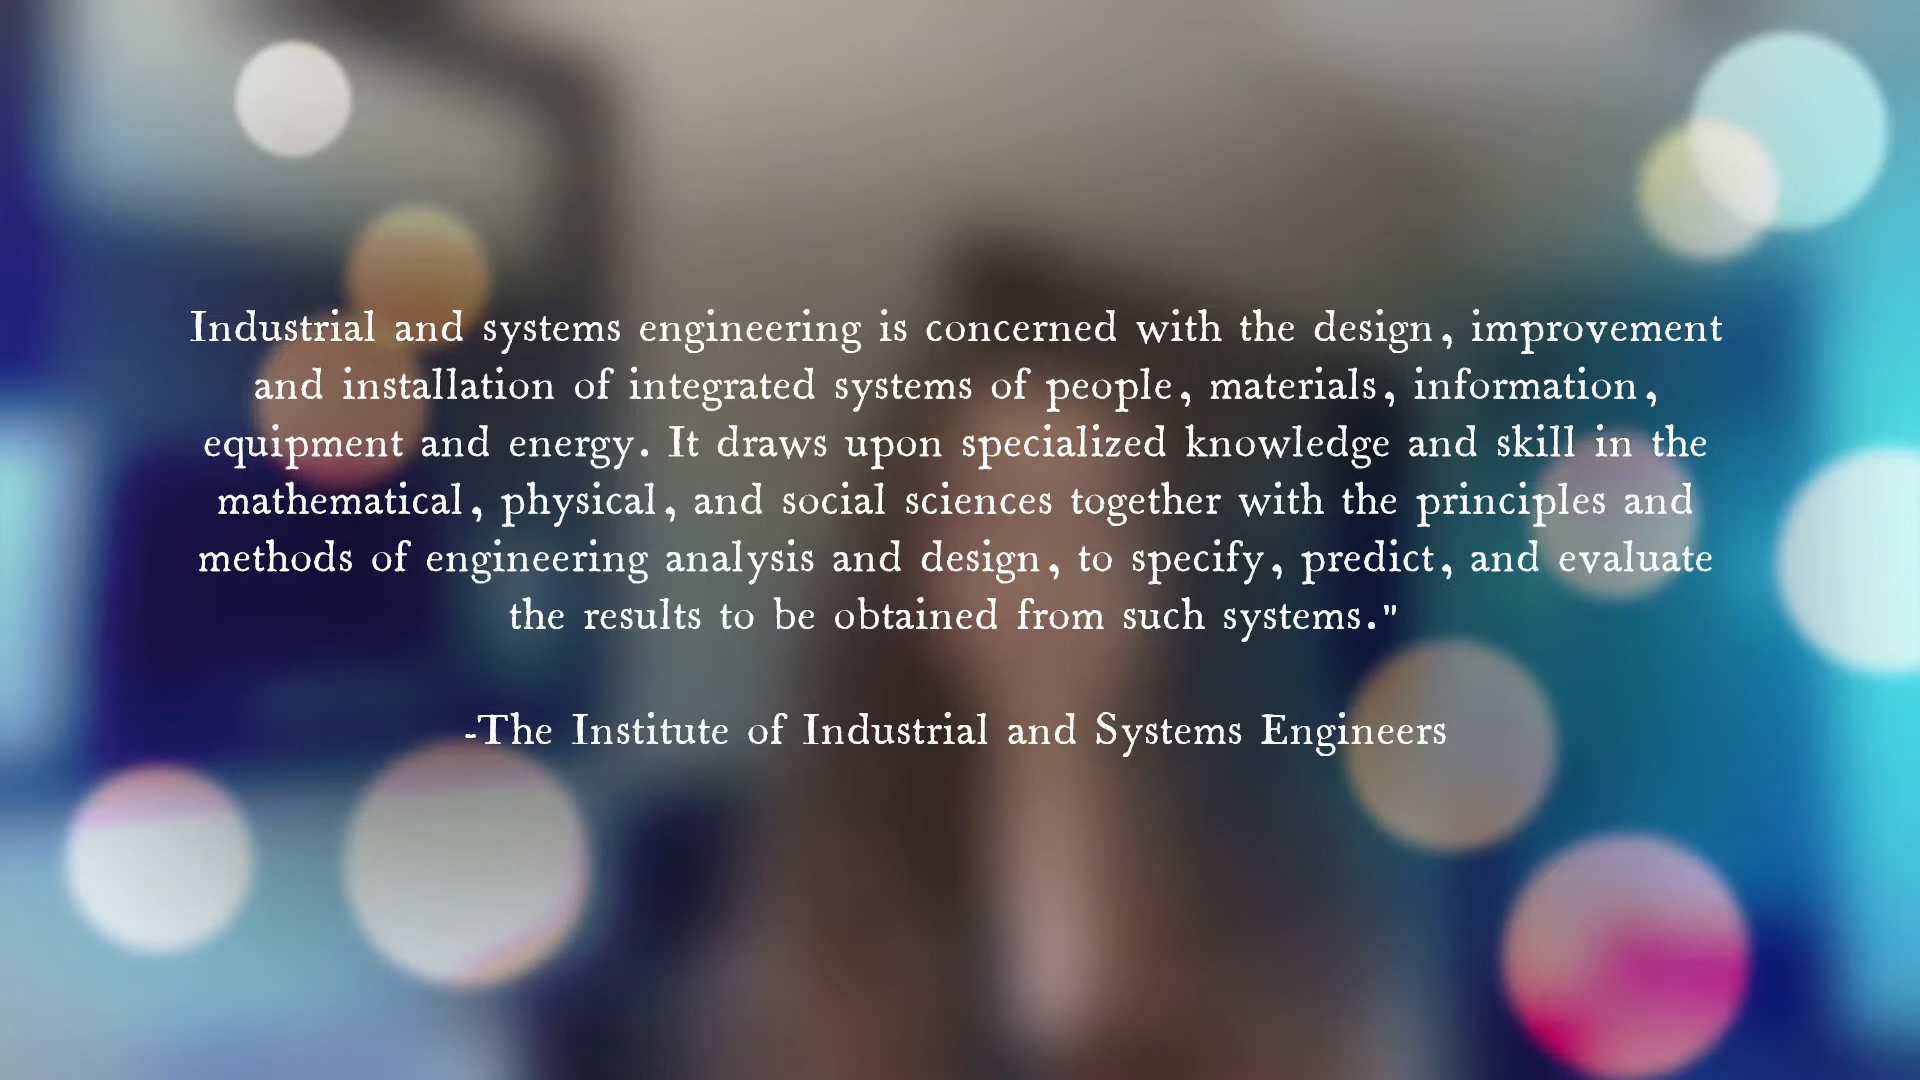 Industrial and systems engineering is concerned with the design, improvement
and installation of integrated systems of people, materials, information,
equipment and energy. It draws upon specialized knowledge and skill in the
mathematical, physical, and social sciences together with the principles and
methods of engineering analysis and design, to specify, predict, and evaluate
the results to be obtained from such systems."
-The Institute of Industrial and Systems Engineers